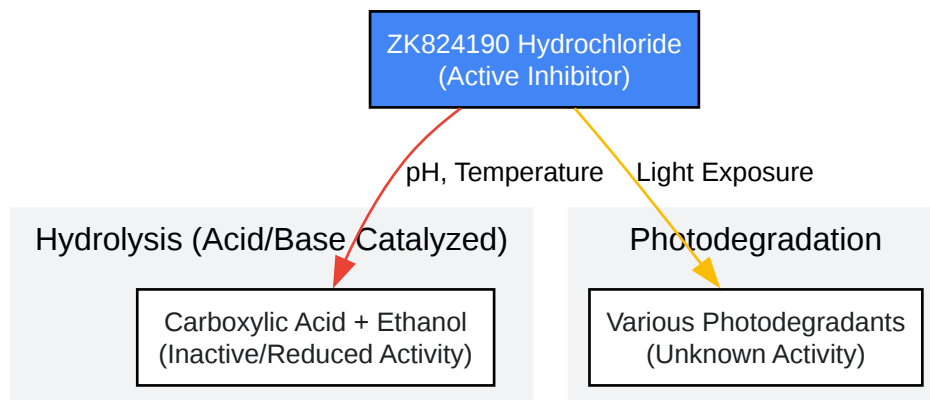 ZK824190 Hydrochloride
(Active Inhibitor)
pH, Temperature
Light Exposure
Hydrolysis (Acid/Base Catalyzed)
Photodegradation
Carboxylic Acid + Ethanol
(Inactive/Reduced Activity)
Various Photodegradants
(Unknown Activity)